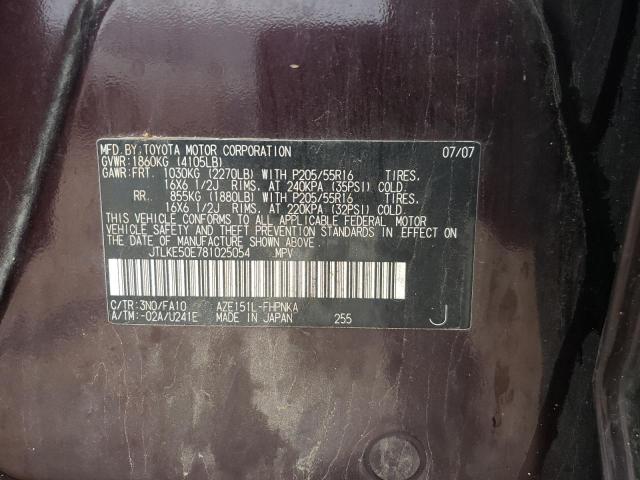 MFD. BY: TOYOTA MOTOR CORPORATION 07/07
GVWR: 1860KG (4105LB)
GAWR: FRT. 1030KG (2270LB) WITH P205/55R16 TIRES.
16X6 1/2J RIMS, AT 240KPA (35PSI) COLD.
RR. 855KG (1880LB) WITH P205/55R16 TIRES.
16X6 1/2J RIMS, AT 220KPA (32PSI) COLD.
THIS VEHICLE CONFORMS TO ALL APPLICABLE FEDERAL MOTOR
VEHICLE SAFETY AND THEFT PREVENTION STANDARDS IN EFFECT
ON THE DATE OF MANUFACTURE SHOWN ABOVE.
JTLKE50E781025054 MPV
C/TR: 3N0/FA10 AZE151L-FHPNKA
A/TM: -02A/U241E MADE IN JAPAN 255 J